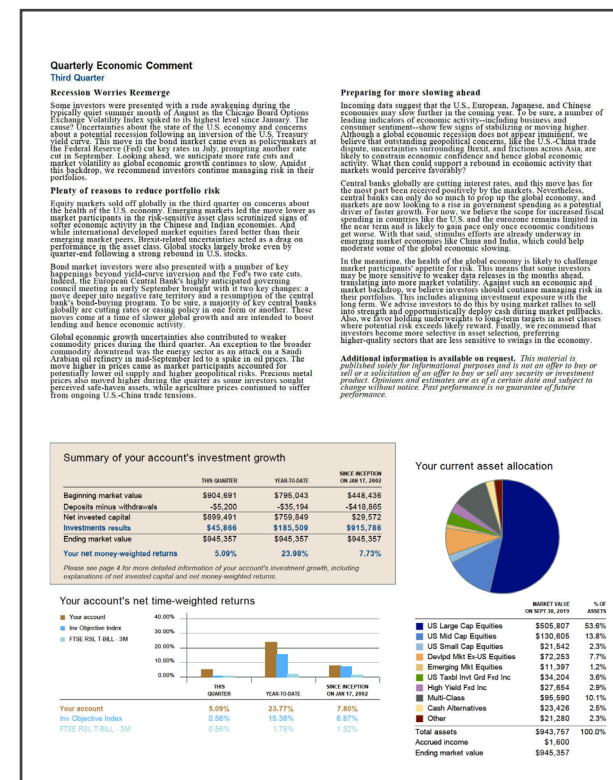 Quarterly Economic Comment
Third Quarter
Recession Worries Reemerge
Some investors were presented with a rude awakening during the
typically quiet summer month of August as the Chicago Board Options
Exchange Volatility Index spiked to its highest level since January. The
cause? Uncertainties about the state of the U.S. economy and concerns
about a potential recession following an inversion of the U.S. Treasury
yield curve. This move in the bond market came even as policymakers at
the Federal Reserve (Fed) cut key rates in July, prompting another rate
cut in September. Looking ahead, we anticipate more rate cuts and
market volatility as global economic growth continues to slow. Amidst
this backdrop, we recommend investors continue managing risk in their
portfolios.
Plenty of reasons to reduce portfolio risk
Equity markets sold off globally in the third quarter on concerns about
the health of the U.S. economy. Emerging markets led the move lower as
market participants in the risk-sensitive asset class scrutinized signs of
softer economic activity in the Chinese and Indian economies. And
while international developed market equities fared better than their
emerging market peers, Brexit-related uncertainties acted as a drag on
performance in the asset class. Global stocks largely broke even by
quarter-end following a strong rebound in U.S. stocks.
Bond market investors were also presented with a number of key
happenings beyond yield-curve inversion and the Fed's two rate cuts.
Indeed, the European Central Bank's highly anticipated governing
council meeting in early September brought with it two key changes: a
move deeper into negative rate territory and a resumption of the central
bank's bond-buying program. To be sure, a majority of key central banks
globally are cutting rates or easing policy in one form or another. These
moves come at a time of slower global growth and are intended to boost
lending and hence economic activity.
Global economic growth uncertainties also contributed to weaker
commodity prices during the third quarter. An exception to the broader
commodity downtrend was the energy sector as an attack on a Saudi
Arabian oil refinery in mid-September led to a spike in oil prices. The
move higher in prices came as market participants accounted for
potentially lower oil supply and higher geopolitical risks. Precious metal
prices also moved higher during the quarter as some investors sought
perceived safe-haven assets, while agriculture prices continued to suffer
from ongoing U.S.-China trade tensions.
Preparing for more slowing ahead
Incoming data suggest that the U.S., European, Japanese, and Chinese
economies may slow further in the coming year. To be sure, a number of
leading indicators of economic activity--including business and
consumer sentiment--show few signs of stabilizing or moving higher.
Although a global economic recession does not appear imminent, we
believe that outstanding geopolitical concerns, like the U.S.-China trade
dispute, uncertainties surrounding Brexit, and frictions across Asia, are
likely to constrain economic confidence and hence global economic
activity. What then could support a rebound in economic activity that
markets would perceive favorably?
Central banks globally are cutting interest rates, and this move has for
the most part been received positively by the markets. Nevertheless,
central banks can only do so much to prop up the global economy, and
markets are now looking to a rise in government spending as a potential
driver of faster growth. For now, we believe the scope for increased fiscal
spending in countries like the U.S. and the eurozone remains limited in
the near term and is likely to gain pace only once economic conditions
get worse. With that said, stimulus efforts are already underway in
emerging market economies like China and India, which could help
moderate some of the global economic slowing.
In the meantime, the health of the global economy is likely to challenge
market participants' appetite for risk. This means that some investors
may be more sensitive to weaker data releases in the months ahead,
translating into more market volatility. Against such an economic and
market backdrop, we believe investors should continue managing risk in
their portfolios. This includes aligning investment exposure with the
long term. We advise investors to do this by using market rallies to sell
into strength and opportunistically deploy cash during market pullbacks.
Also, we favor holding underweights to long-term targets in asset classes
where potential risk exceeds likely reward. Finally, we recommend that
investors become more selective in asset selection, preferring
higher-quality sectors that are less sensitive to swings in the economy.
Additional information is available on request. This material is
published solely for informational purposes and is not an offer to buy or
sell or a solicitation of an offer to buy or sell any security or investment
product. Opinions and estimates are as of a certain date and subject to
change without notice. Past performance is no guarantee of future
performance.
Summary of your account's investment growth
THIS QUARTER YEAR-TO-DATE SINCE INCEPTION ON JAN 17, 2002
Beginning market value $904,691 $795,043 $448,436
Deposits minus withdrawals -$5,200 -$35,194 -$418,865
Net invested capital $899,491 $759,849 $29,572
Investments results $45,866 $185,509 $915,786
Ending market value $945,357 $945,357 $945,357
Your net money-weighted returns 5.09% 23.98% 7.73%
Please see page 4 for more detailed information of your account's investment growth, including
explanations of net invested capital and net money-weighted returns.
Your account's net time-weighted returns
Your account
Inv Objective Index
FTSE RSL T-BILL - 3M
40.00%
30.00%
20.00%
10.00%
0.00%
THIS QUARTER YEAR-TO-DATE SINCE INCEPTION ON JAN 17, 2002
Your account 5.09% 23.77% 7.80%
Inv Objective Index 0.56% 15.38% 6.87%
FTSE RSL T-BILL - 3M 0.56% 1.78% 1.32%
Your current asset allocation
MARKET VALUE ON SEPT 30, 2019 % OF ASSETS
US Large Cap Equities $505,807 53.6%
US Mid Cap Equities $130,605 13.8%
US Small Cap Equities $21,542 2.3%
Devlpd Mkt Ex-US Equities $72,253 7.7%
Emerging Mkt Equities $11,397 1.2%
US Taxbl Invt Grd Fxd Inc $34,204 3.6%
High Yield Fxd Inc $27,654 2.9%
Multi-Class $95,590 10.1%
Cash Alternatives $23,426 2.5%
Other $21,280 2.3%
Total assets $943,757 100.0%
Accrued income $1,600
Ending market value $945,357